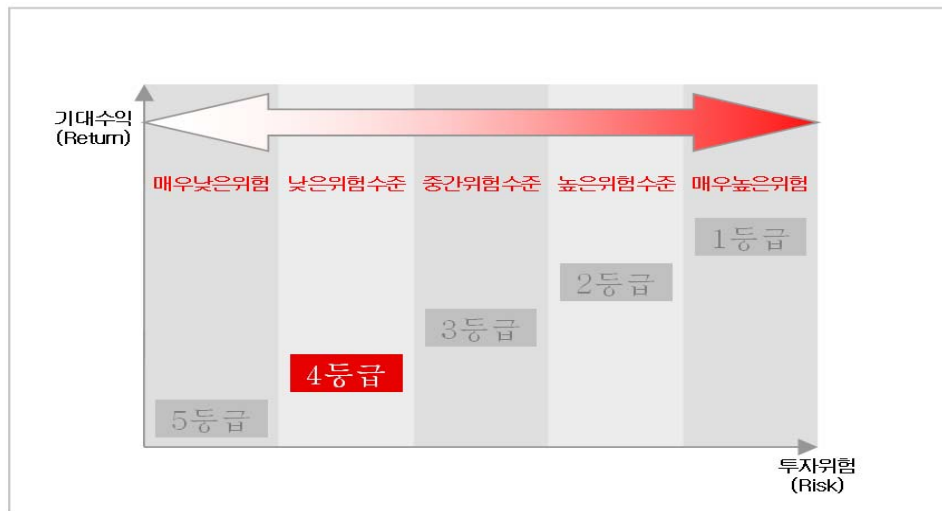 기대수익
(Return)
매우낮은위험 낮은위험수준 중간위험수준 높은위험수준 매우높은위험
1등급
2등급
3등급
4등급
5등급
투자위험
(Risk)